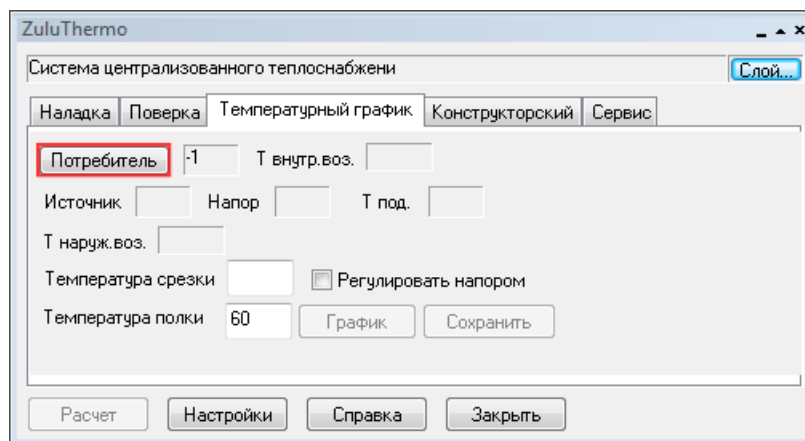 ZuluThermo
Система централизованного теплоснабжени Слой...
Наладка Поверка Температурный график Конструкторский Сервис
Потребитель -1 Т внутр.воз.
Источник Напор Т под.
Т наруж.воз.
Температура срезки Регулировать напором
Температура полки 60 График Сохранить
Расчет Настройки Справка Закрыть